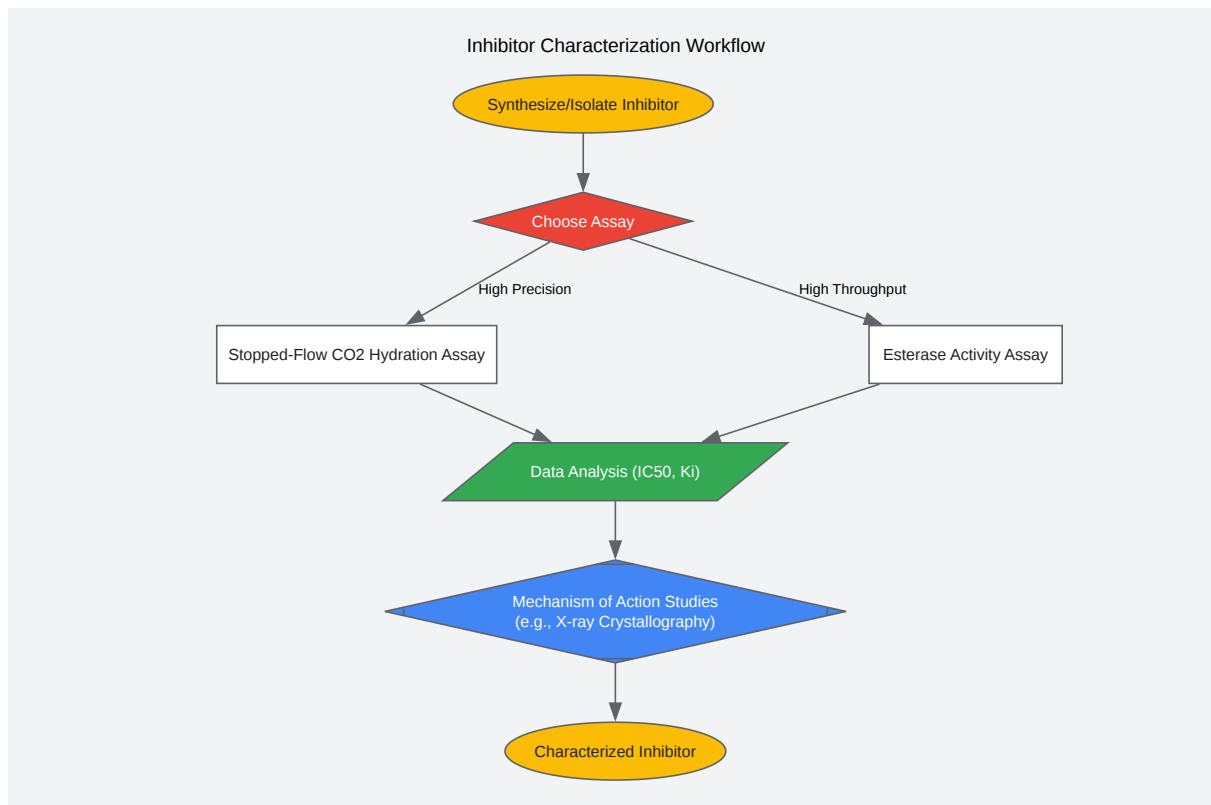 Inhibitor Characterization Workflow
Synthesize/Isolate Inhibitor
Choose Assay
High Precision
High Throughput
Stopped-Flow CO2 Hydration Assay
Esterase Activity Assay
Data Analysis (IC50, Ki)
Mechanism of Action Studies
(e.g., X-ray Crystallography)
Characterized Inhibitor